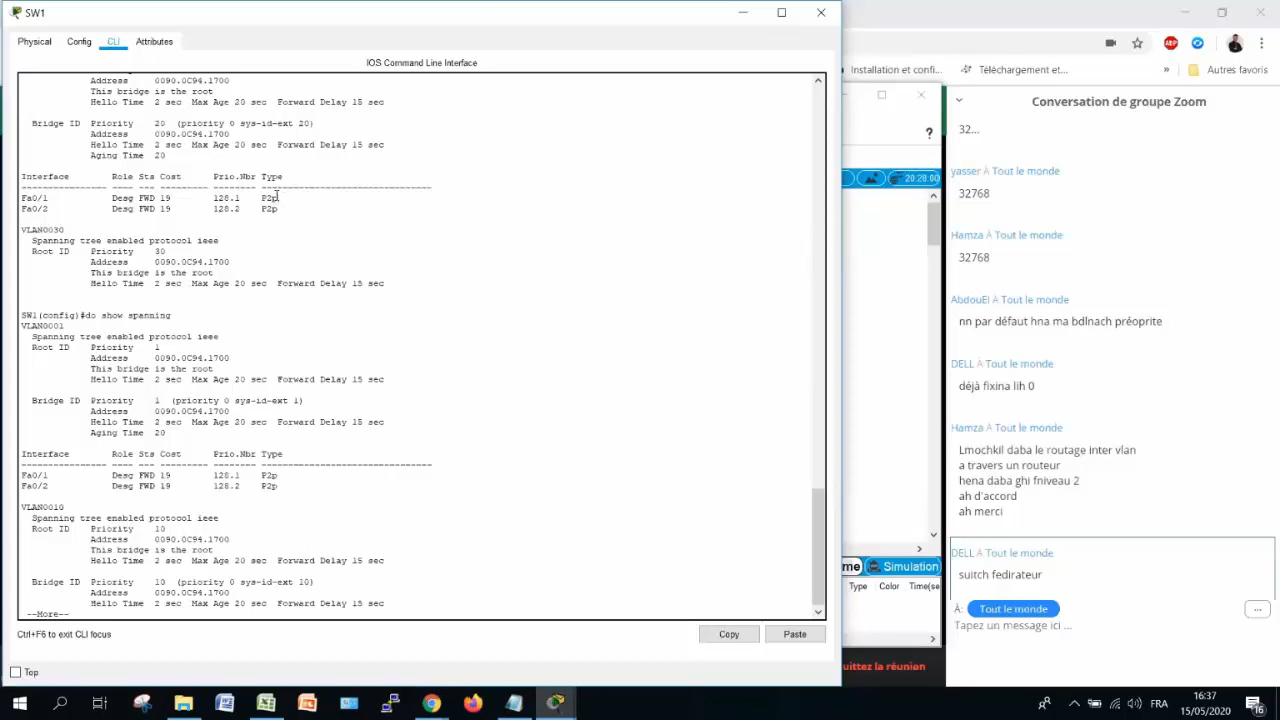 SW1
Physical Config CLI Attributes
IOS Command Line Interface
Address 0090.0C94.1700
This bridge is the root
Hello Time 2 sec Max Age 20 sec Forward Delay 15 sec
Bridge ID Priority 20 (priority 0 sys-id-ext 20)
Address 0090.0C94.1700
Hello Time 2 sec Max Age 20 sec Forward Delay 15 sec
Aging Time 20
Interface Role Sts Cost Prio.Nbr Type
---------------- ---- --- --------- -------- --------------------------------
Fa0/1 Desg FWD 19 128.1 P2p
Fa0/2 Desg FWD 19 128.2 P2p
VLAN0030
Spanning tree enabled protocol ieee
Root ID Priority 30
Address 0090.0C94.1700
This bridge is the root
Hello Time 2 sec Max Age 20 sec Forward Delay 15 sec
SW1(config)#do show spanning
VLAN0001
Spanning tree enabled protocol ieee
Root ID Priority 1
Address 0090.0C94.1700
This bridge is the root
Hello Time 2 sec Max Age 20 sec Forward Delay 15 sec
Bridge ID Priority 1 (priority 0 sys-id-ext 1)
Address 0090.0C94.1700
Hello Time 2 sec Max Age 20 sec Forward Delay 15 sec
Aging Time 20
Interface Role Sts Cost Prio.Nbr Type
---------------- ---- --- --------- -------- --------------------------------
Fa0/1 Desg FWD 19 128.1 P2p
Fa0/2 Desg FWD 19 128.2 P2p
VLAN0010
Spanning tree enabled protocol ieee
Root ID Priority 10
Address 0090.0C94.1700
This bridge is the root
Hello Time 2 sec Max Age 20 sec Forward Delay 15 sec
Bridge ID Priority 10 (priority 0 sys-id-ext 10)
Address 0090.0C94.1700
Hello Time 2 sec Max Age 20 sec Forward Delay 15 sec
--More--
Ctrl+F6 to exit CLI focus
Copy Paste
Top
ABP
Installation et confi... Téléchargement et... » Autres favoris
?
20:28:00
me Simulation
Type Color Time(se
uittez la réunion
Conversation de groupe Zoom
32...
yasser À Tout le monde
32768
Hamza À Tout le monde
32768
AbdouEl À Tout le monde
nn par défaut hna ma bdlnach préoprite
DELL À Tout le monde
déjà fixina lih 0
Hamza À Tout le monde
Lmochkil daba le routage inter vlan
a travers un routeur
hena daba ghi fniveau 2
ah d'accord
ah merci
DELL À Tout le monde
suitch fedirateur
À: Tout le monde ...
Tapez un message ici ...
FRA
16:37
15/05/2020
16